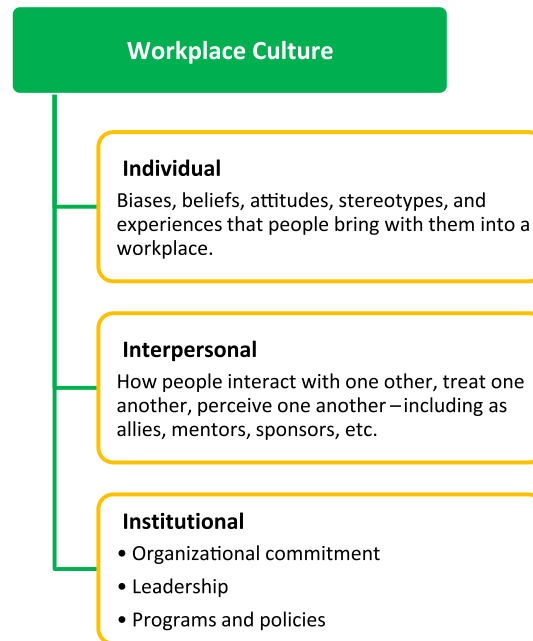 Workplace Culture
Individual
Biases, beliefs, attitudes, stereotypes, and
experiences that people bring with them into a
workplace.
Interpersonal
How people interact with one other, treat one
another, perceive one another – including as
allies, mentors, sponsors, etc.
Institutional
• Organizational commitment
• Leadership
• Programs and policies